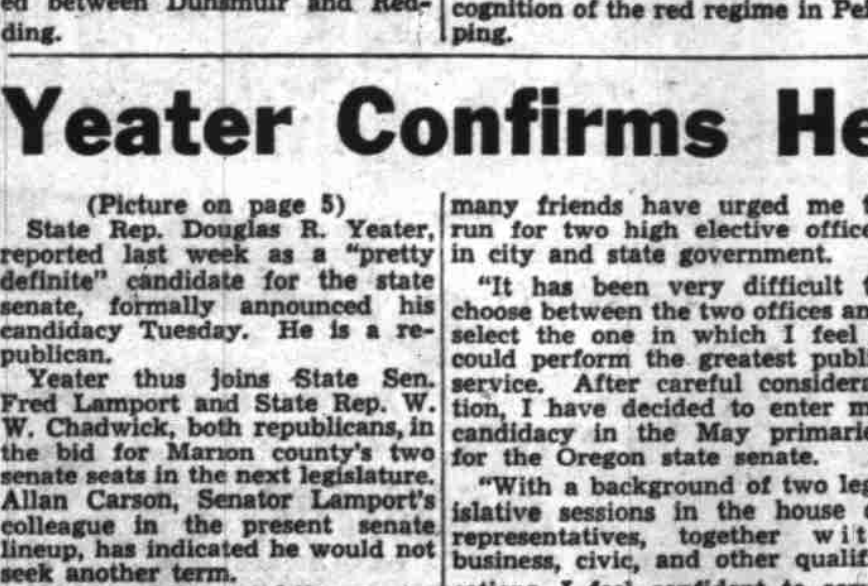 ed between Dunsmuir and Red-
ding.
cognition of the red regime in Pe
ping.
Yeater Confirms He
(Picture on page 5)
State Rep. Douglas R. Yeater,
reported last week as a "pretty
definite" candidate for the state
senate, formally announced his
candidacy Tuesday. He is a re-
publican.
Yeater thus joins State Sen.
Fred Lamport and State Rep. W.
W. Chadwick, both republicans, in
the bid for Marion county's two
senate seats in the next legislature.
Allan Carson, Senator Lamport's
colleague in the present senate
lineup, has indicated he would not
seek another term.
many friends have urged me
run for two high elective office
in city and state government.
"It has been very difficult t
choose between the two offices an
select the one in which I feel
could perform the greatest publ
service. After careful consider
tion, I have decided to enter m
candidacy in the May primarie
for the Oregon state senate.
"With a background of two leg
islative sessions in the house
representatives, together wit
business, civic, and other qualif